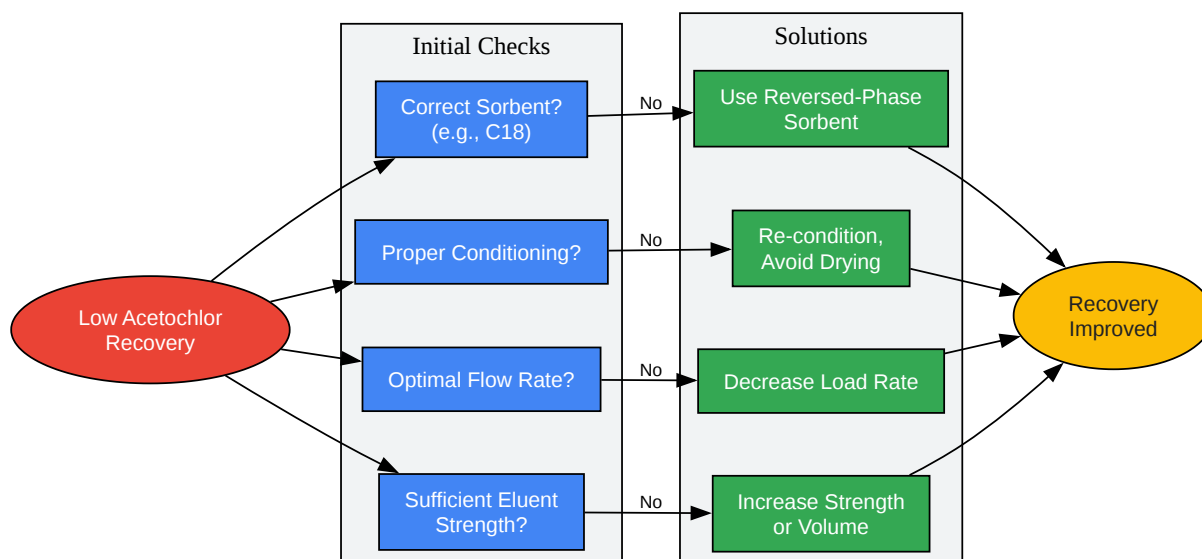 Initial Checks
Solutions
Correct Sorbent?
(e.g., C18)
No
Use Reversed-Phase
Sorbent
Proper Conditioning?
No
Re-condition,
Avoid Drying
Low Acetochlor
Recovery
Recovery
Improved
Optimal Flow Rate?
No
Decrease Load Rate
Sufficient Eluent
Strength?
No
Increase Strength
or Volume